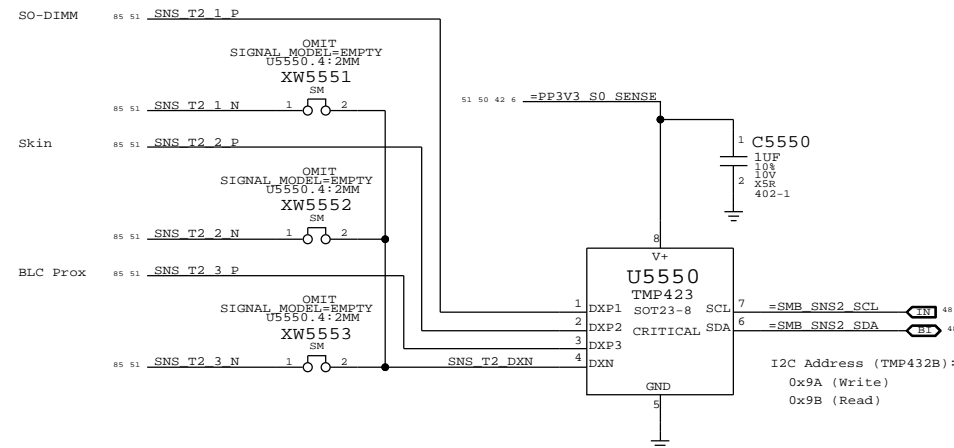 SO-DIMM 85 51 SNS_T2_1_P
OMIT
SIGNAL_MODEL=EMPTY
U5550.4:2MM
XW5551
SM
85 51 SNS_T2_1_N 1 2
51 50 42 6 =PP3V3_S0_SENSE
Skin 85 51 SNS_T2_2_P
1 C5550
1UF
10%
10V
2 X5R
402-1
OMIT
SIGNAL_MODEL=EMPTY
U5550.4:2MM
XW5552
SM
85 51 SNS_T2_2_N 1 2
8
V+
BLC Prox 85 51 SNS_T2_3_P
U5550
TMP423
SOT23-8
CRITICAL
OMIT
SIGNAL_MODEL=EMPTY
U5550.4:2MM
XW5553
SM
1 DXP1 SCL 7 =SMB_SNS2_SCL IN 48
2 DXP2 SDA 6 =SMB_SNS2_SDA BI
3 DXP3
85 51 SNS_T2_3_N 1 2 SNS_T2_DXN 4 DXN
GND
5
I2C Address (TMP432B):
0x9A (Write)
0x9B (Read)